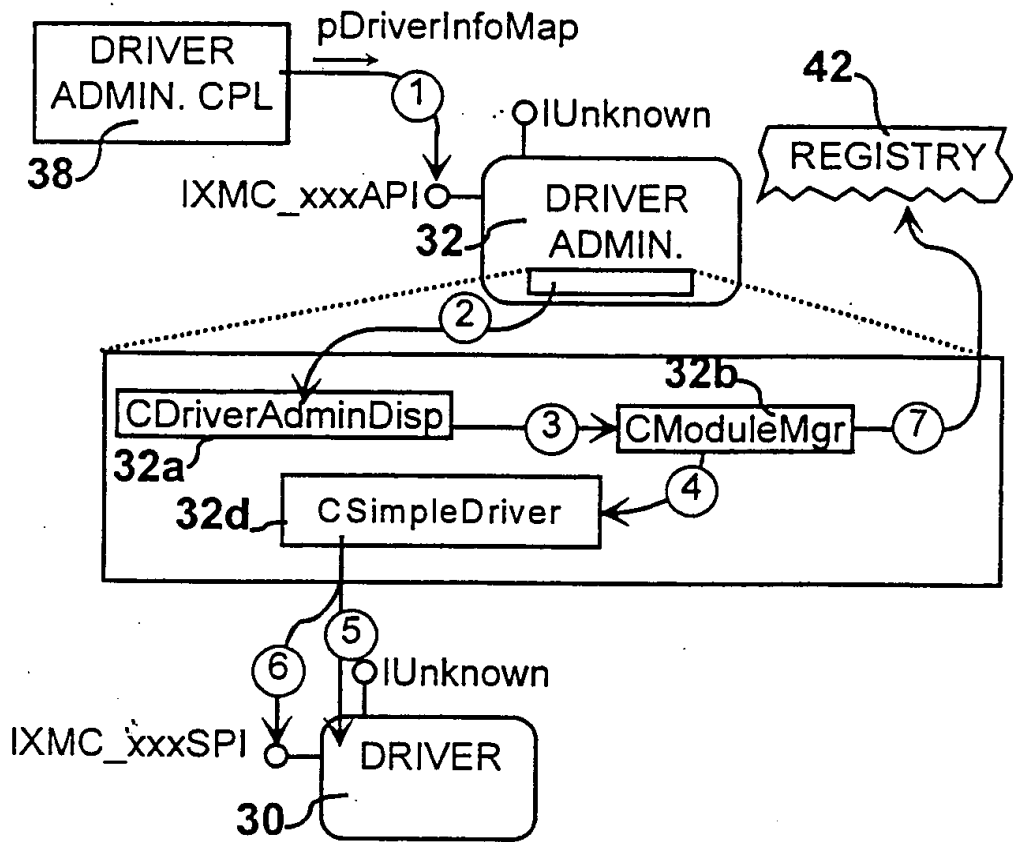 pDriverInfoMap
DRIVER
ADMIN. CPL
38
1
42
REGISTRY
IUnknown
IXMC_xxxAPI
32
DRIVER
ADMIN.
2
32b
CDriverAdminDisp
3
CModuleMgr
7
32a
4
32d
CSimpleDriver
5
6
IUnknown
IXMC_xxxSPI
DRIVER
30